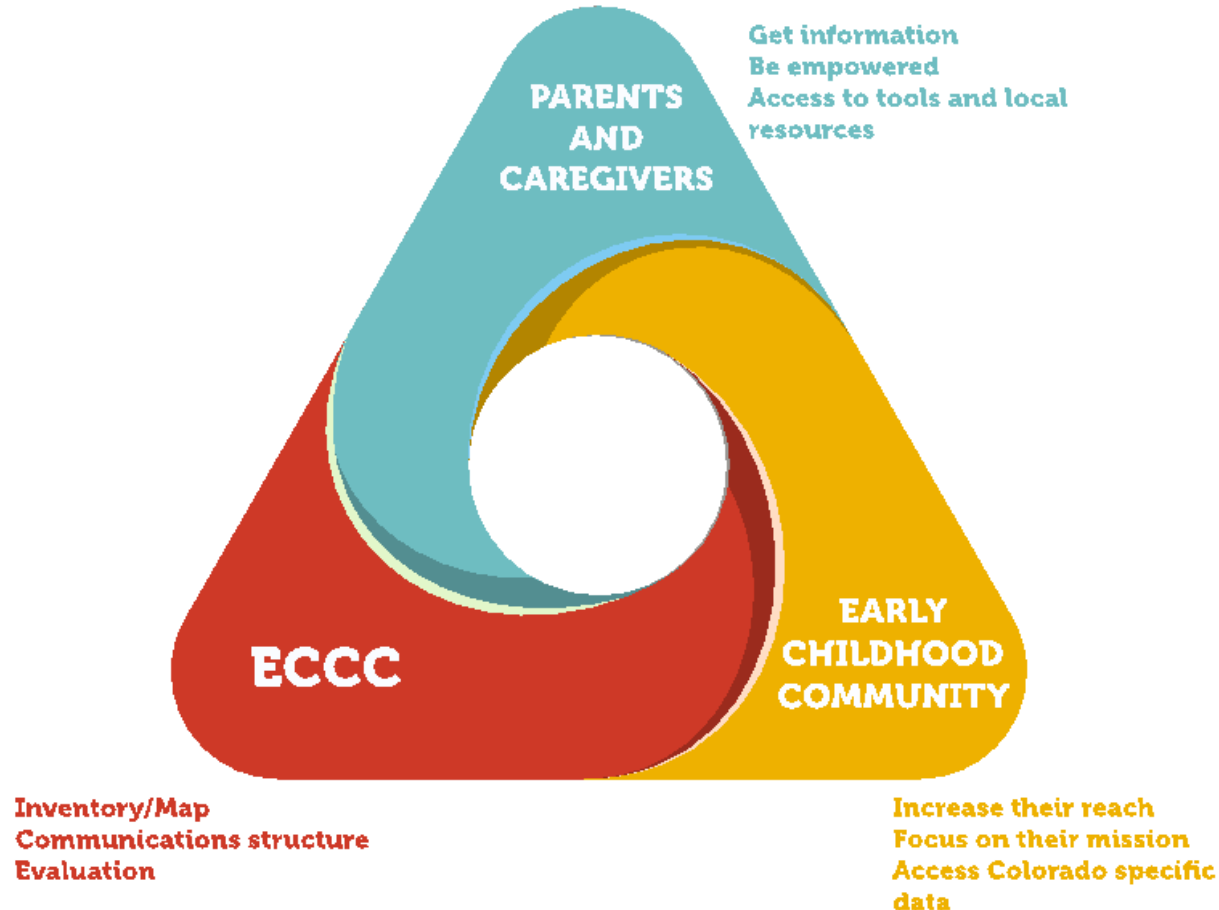 Get information
Be empowered
Access to tools and local
resources
PARENTS
AND
CAREGIVERS
ECCC
EARLY
CHILDHOOD
COMMUNITY
Inventory/Map
Communications structure
Evaluation
Increase their reach
Focus on their mission
Access Colorado specific
data